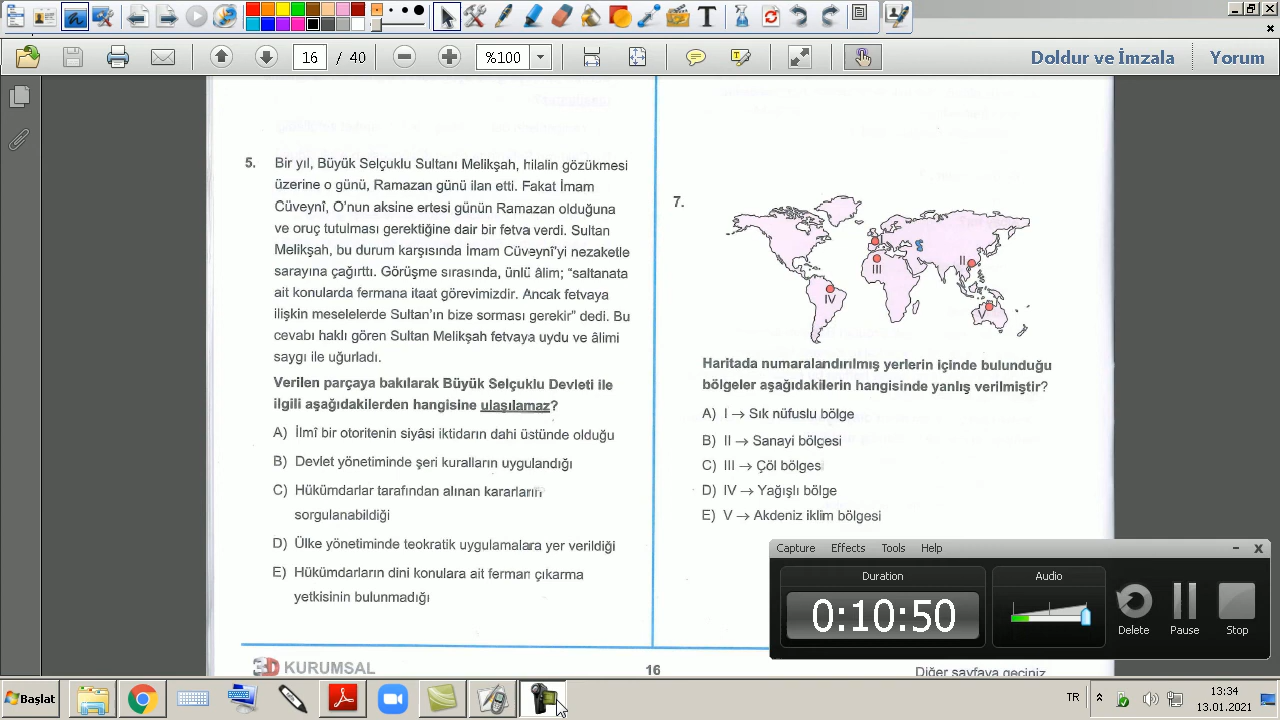 16 / 40
%100
Doldur ve İmzala
Yorum
5. Bir yıl, Büyük Selçuklu Sultanı Melikşah, hilalin gözükmesi
üzerine o günü, Ramazan günü ilan etti. Fakat İmam
Cüveynî, O'nun aksine ertesi günün Ramazan olduğuna
ve oruç tutulması gerektiğine dair bir fetva verdi. Sultan
Melikşah, bu durum karşısında İmam Cüveynî'yi nezaketle
sarayına çağırttı. Görüşme sırasında, ünlü âlim; “saltanata
ait konularda fermana itaat görevimizdir. Ancak fetvaya
ilişkin meselelerde Sultan'ın bize sorması gerekir” dedi. Bu
cevabı haklı gören Sultan Melikşah fetvaya uydu ve âlimi
saygı ile uğurladı.
Verilen parçaya bakılarak Büyük Selçuklu Devleti ile
ilgili aşağıdakilerden hangisine ulaşılamaz?
A) İlmî bir otoritenin siyâsi iktidarın dahi üstünde olduğu
B) Devlet yönetiminde şeri kuralların uygulandığı
C) Hükümdarlar tarafından alınan kararların
sorgulanabildiği
D) Ülke yönetiminde teokratik uygulamalara yer verildiği
E) Hükümdarların dini konulara ait ferman çıkarma
yetkisinin bulunmadığı
3D KURUMSAL
16
7.
I
II
III
IV
V
Haritada numaralandırılmış yerlerin içinde bulunduğu
bölgeler aşağıdakilerin hangisinde yanlış verilmiştir?
A) I → Sık nüfuslu bölge
B) II → Sanayi bölgesi
C) III → Çöl bölgesi
D) IV → Yağışlı bölge
E) V → Akdeniz iklim bölgesi
Diğer sayfaya geçiniz
Capture Effects Tools Help
Duration
0:10:50
Audio
Delete
Pause
Stop
Başlat
TR
13:34
13.01.2021